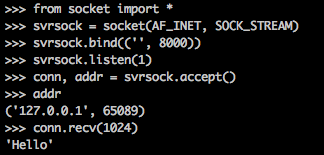 >>> from socket import *
>>> svrsock = socket(AF_INET, SOCK_STREAM)
>>> svrsock.bind(('', 8000))
>>> svrsock.listen(1)
>>> conn, addr = svrsock.accept()
>>> addr
('127.0.0.1', 65089)
>>> conn.recv(1024)
'Hello'